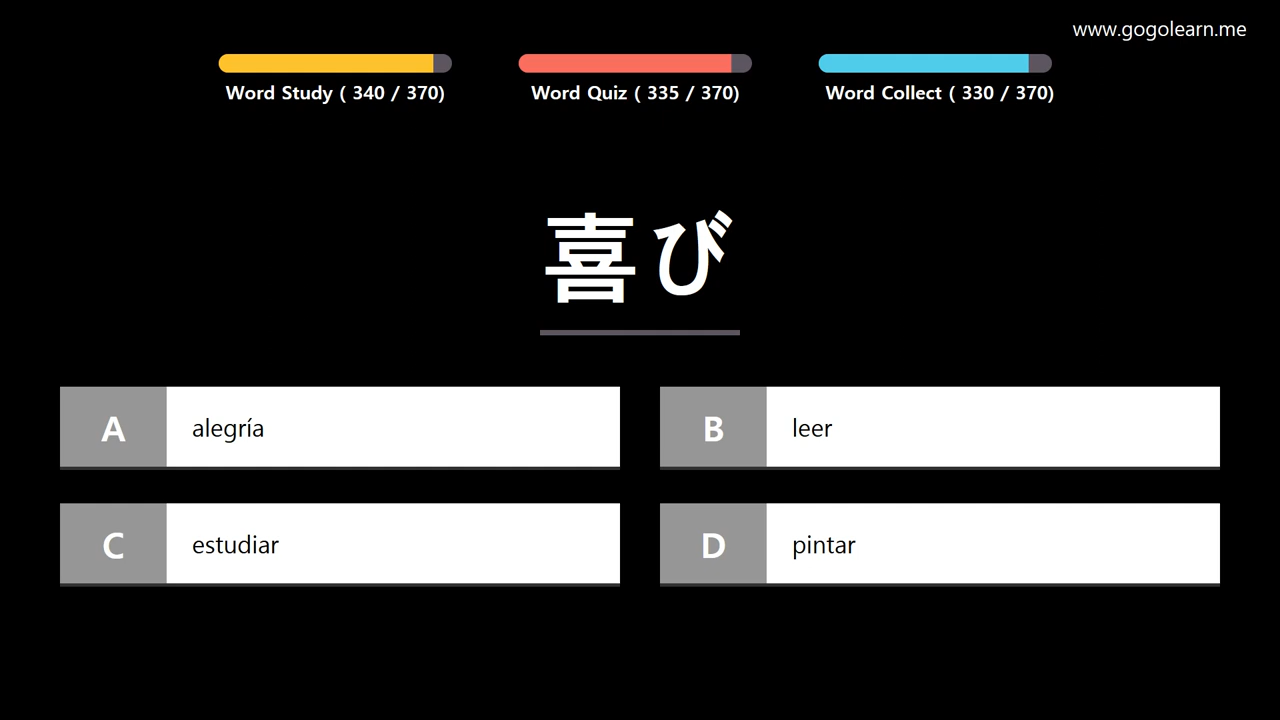 www.gogolearn.me
Word Study ( 340 / 370)
Word Quiz ( 335 / 370)
Word Collect ( 330 / 370)
喜び
A alegría
B leer
C estudiar
D pintar